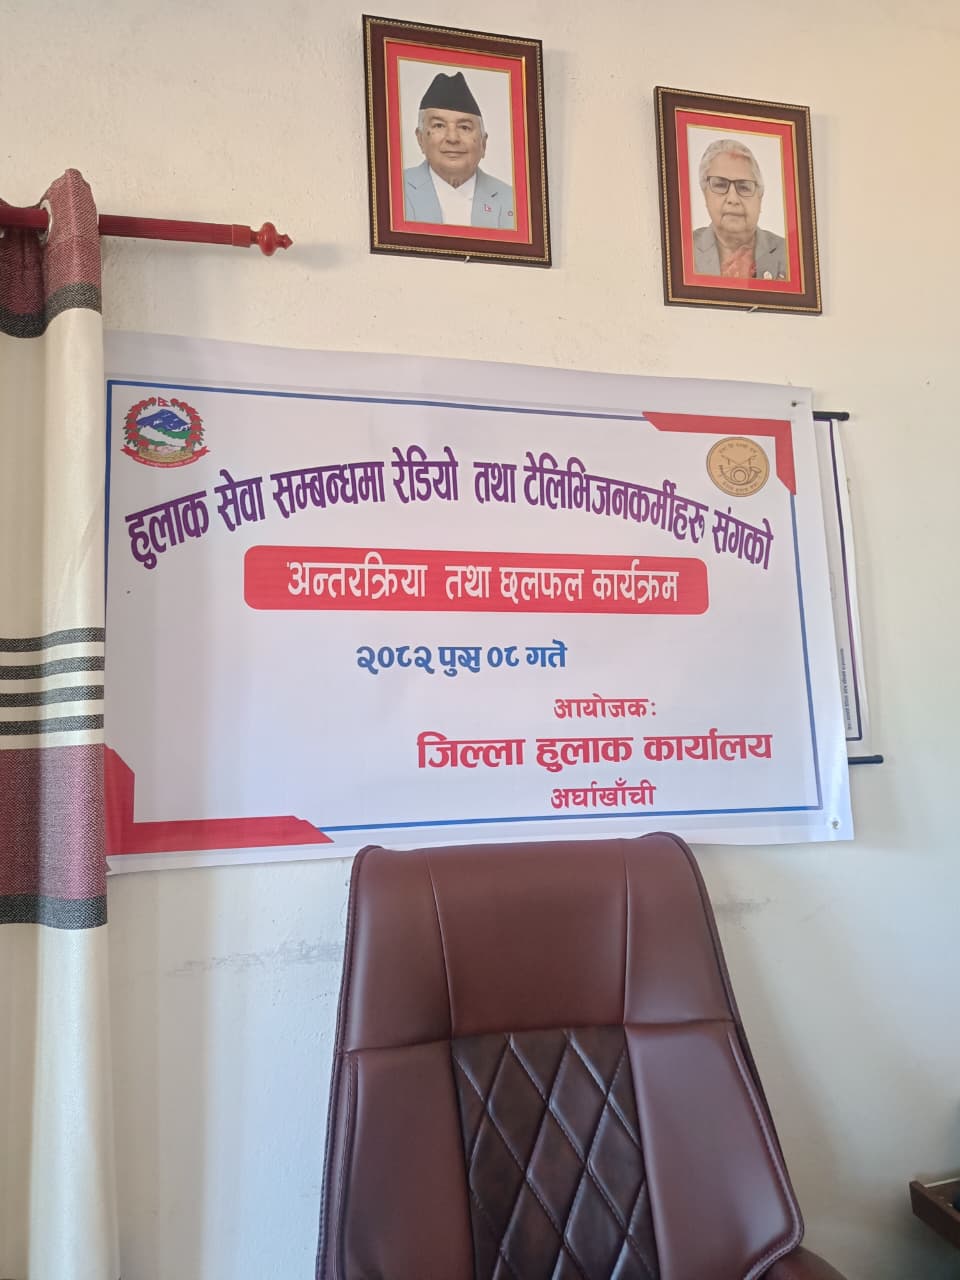 हुलाक सेवा सम्बन्धमा रेडियो तथा टेलिभिजनकर्मीहरू संगको
अन्तरक्रिया तथा छलफल कार्यक्रम
२०८२ पुस ०८ गते
आयोजकः
जिल्ला हुलाक कार्यालय
अर्घाखाँची